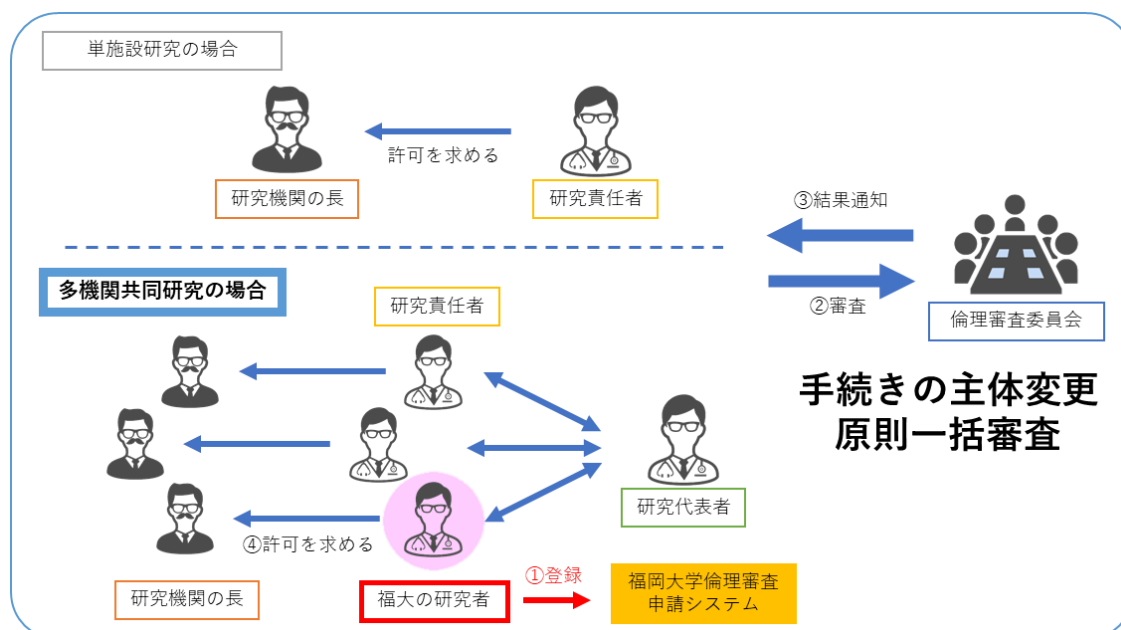 単施設研究の場合
許可を求める
研究機関の長
研究責任者
③結果通知
②審査
倫理審査委員会
多機関共同研究の場合
研究責任者
手続きの主体変更
原則一括審査
研究代表者
④許可を求める
①登録
研究機関の長
福大の研究者
福岡大学倫理審査
申請システム